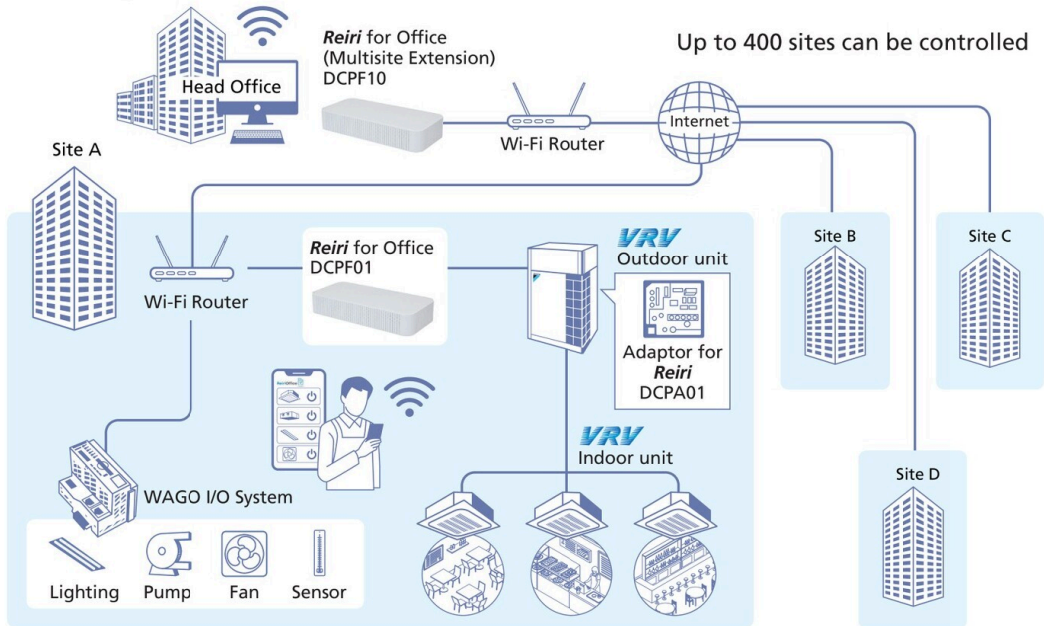 Reiri for Office
(Multisite Extension)
DCPF10
Up to 400 sites can be controlled
Head Office
Internet
Wi-Fi Router
Site A
Reiri for Office
DCPF01
VRV
Outdoor unit
Site B
Site C
Wi-Fi Router
Adaptor for
Reiri
DCPA01
VRV
Indoor unit
Site D
WAGO I/O System
Lighting
Pump
Fan
Sensor